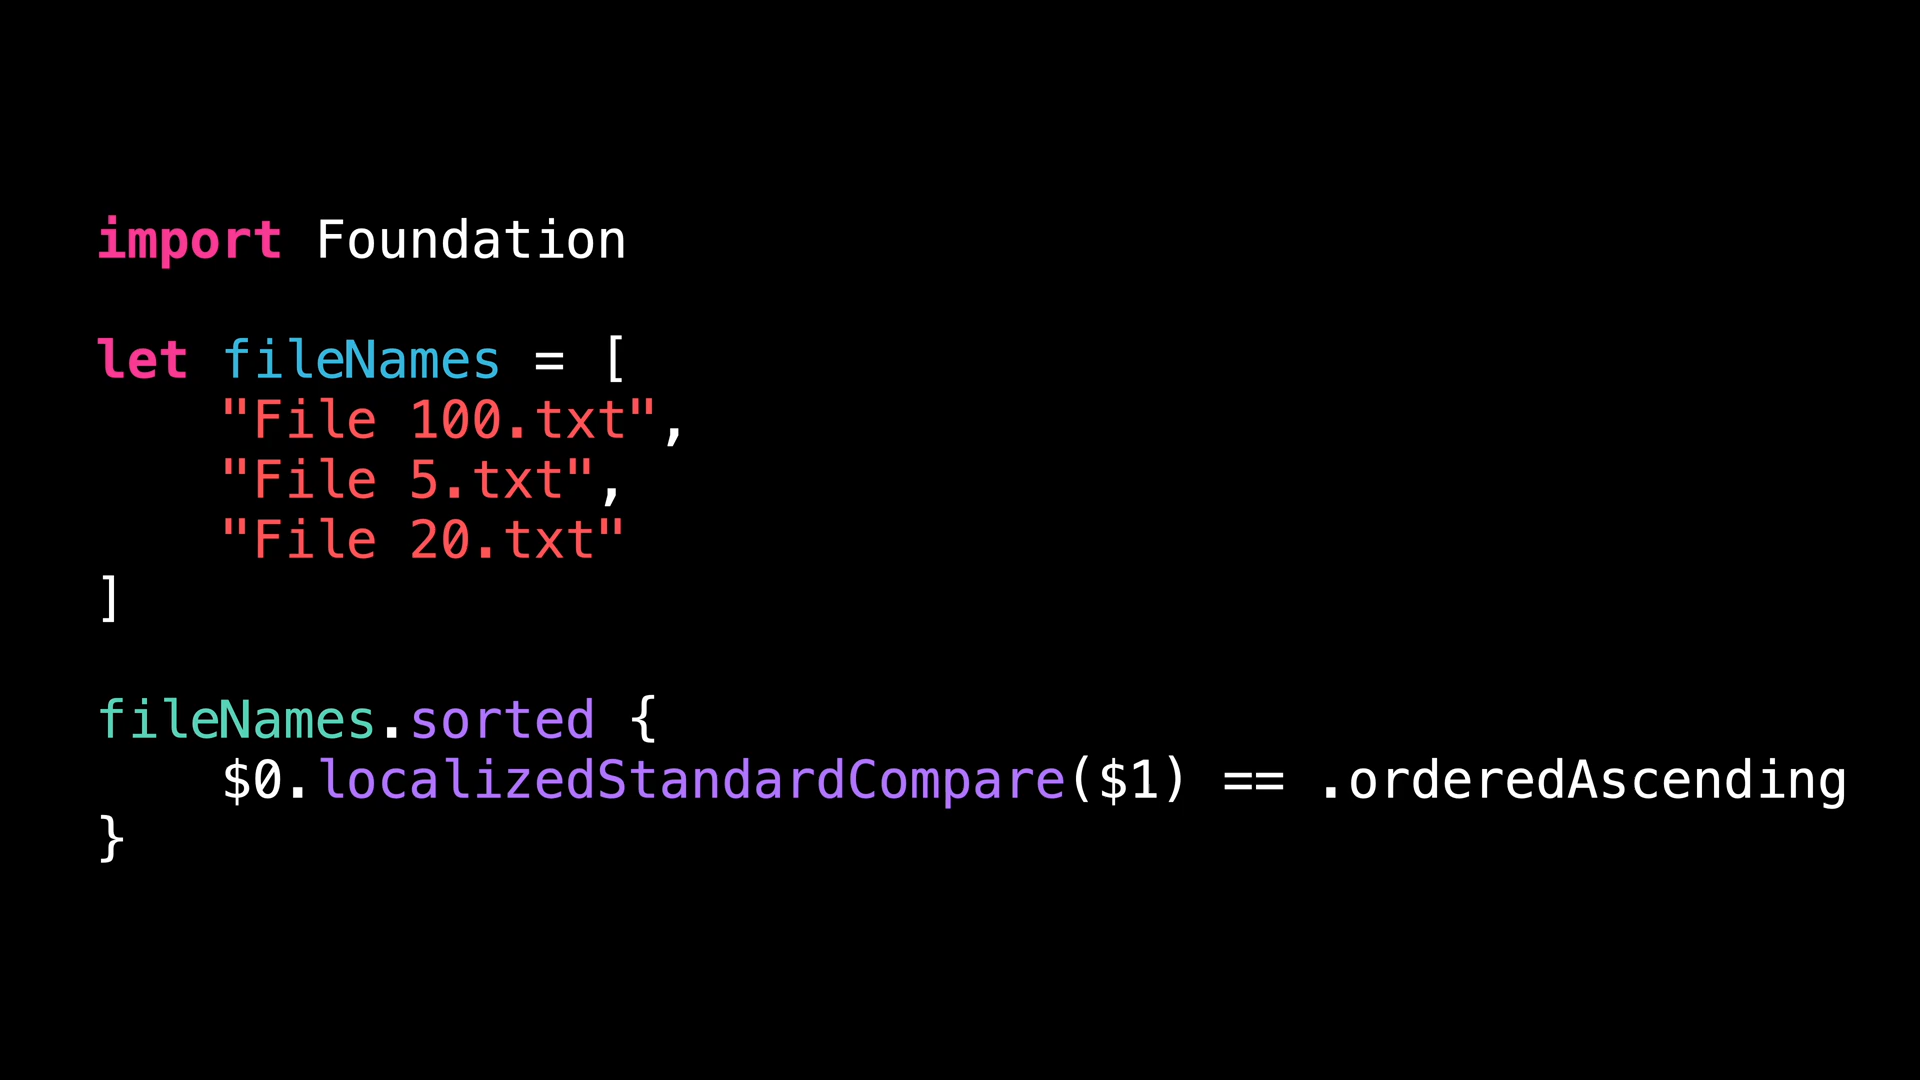 import Foundation
let fileNames = [
    "File 100.txt",
    "File 5.txt",
    "File 20.txt"
]
fileNames.sorted {
    $0.localizedStandardCompare($1) == .orderedAscending
}